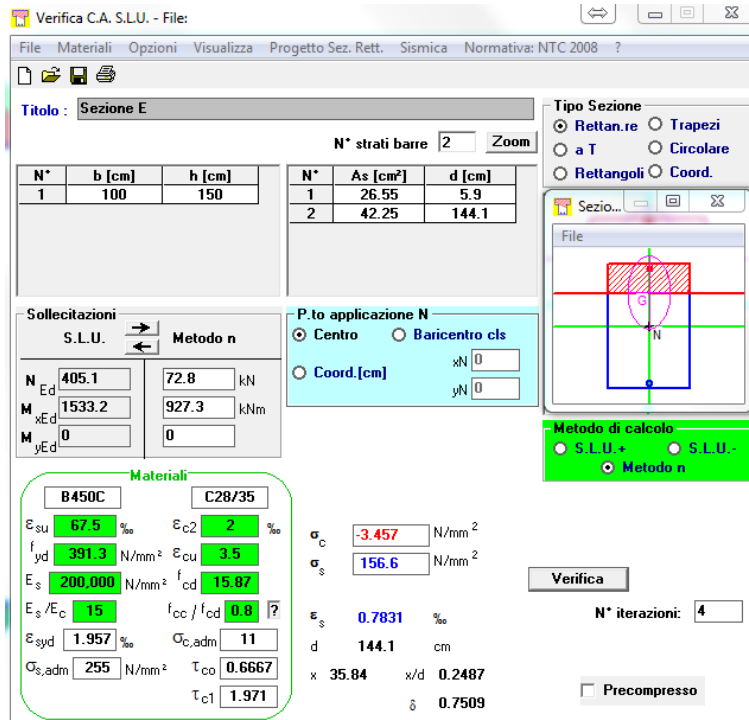 Verifica C.A. S.L.U. - File:
File Materiali Opzioni Visualizza Progetto Sez. Rett. Sismica Normativa: NTC 2008 ?
Titolo : Sezione E
N° strati barre 2 Zoom
N° b [cm] h [cm]
1 100 150
N° As [cm²] d [cm]
1 26.55 5.9
2 42.25 144.1
Tipo Sezione
Rettan.re Trapezi
a T Circolare
Rettangoli Coord.
Sezio...
File
G
N
Sollecitazioni
S.L.U. Metodo n
N Ed 405.1 72.8 kN
M xEd 1533.2 927.3 kNm
M yEd 0 0
P.to applicazione N
Centro Baricentro cls
Coord.[cm] xN 0
yN 0
Metodo di calcolo
S.L.U.+ S.L.U.-
Metodo n
Materiali
B450C C28/35
εsu 67.5 ‰ εc2 2 ‰
fyd 391.3 N/mm² εcu 3.5
Es 200,000 N/mm² fcd 15.87
Es/Ec 15 fcc / fcd 0.8 ?
εsyd 1.957 ‰ σc,adm 11
σs,adm 255 N/mm² τco 0.6667
τc1 1.971
σc -3.457 N/mm²
σs 156.6 N/mm²
εs 0.7831 ‰
d 144.1 cm
x 35.84 x/d 0.2487
δ 0.7509
Verifica
N° iterazioni: 4
Precompresso